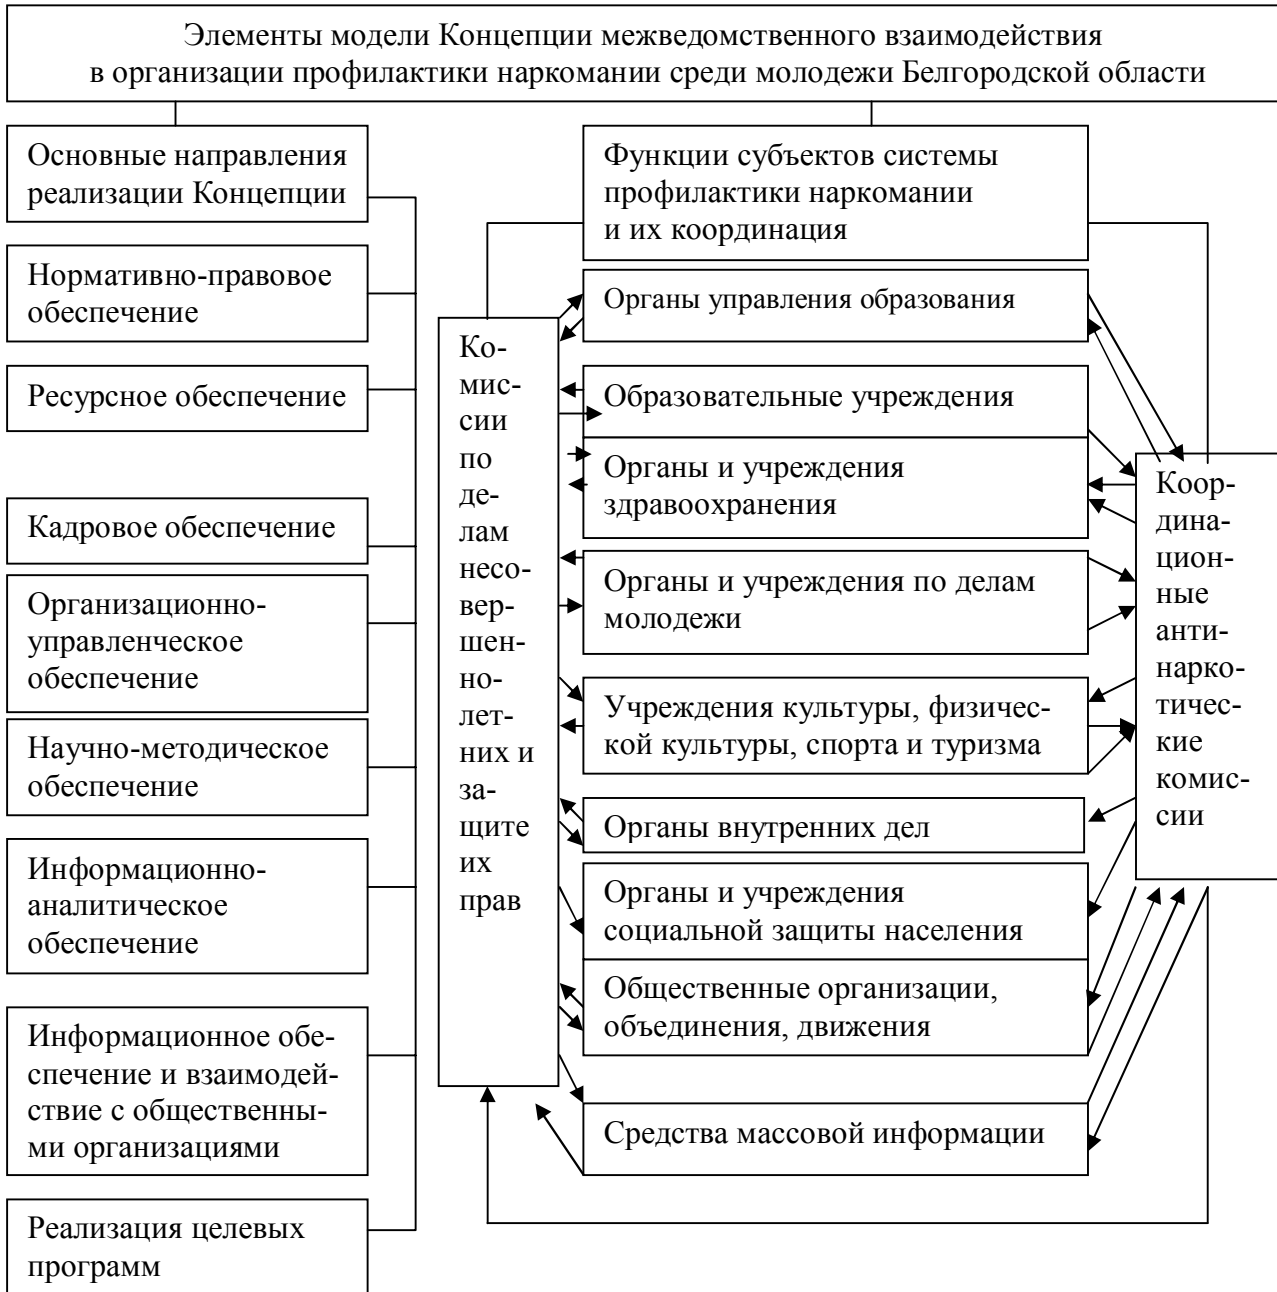 Элементы модели Концепции межведомственного взаимодействия
в организации профилактики наркомании среди молодежи Белгородской области
Основные направления
реализации Концепции
Нормативно-правовое
обеспечение
Ресурсное обеспечение
Кадровое обеспечение
Организационно-
управленческое
обеспечение
Научно-методическое
обеспечение
Информационно-
аналитическое
обеспечение
Информационное обе-
спечение и взаимодей-
ствие с общественны-
ми организациями
Реализация целевых
программ
Ко-
мис-
сии
по
де-
лам
несо-
вер-
шен-
но-
лет-
них и
за-
щите
их
прав
Функции субъектов системы
профилактики наркомании
и их координация
Органы управления образования
Образовательные учреждения
Органы и учреждения
здравоохранения
Органы и учреждения по делам
молодежи
Учреждения культуры, физичес-
кой культуры, спорта и туризма
Органы внутренних дел
Органы и учреждения
социальной защиты населения
Общественные организации,
объединения, движения
Средства массовой информации
Коор-
дина-
цион-
ные
анти-
нарко-
тичес-
кие
комис-
сии